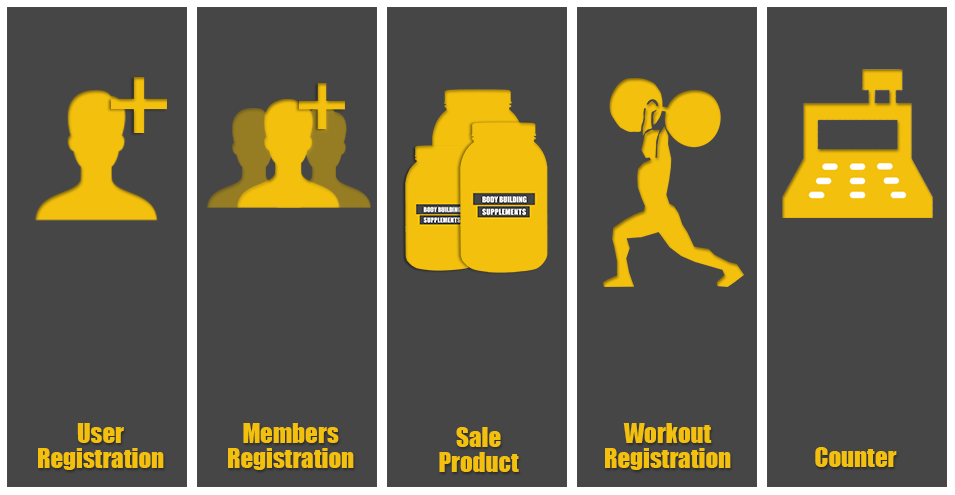 User
Registration
Members
Registration
BODY BUILDING
SUPPLEMENTS
BODY BUILDING
SUPPLEMENTS
Sale
Product
Workout
Registration
Counter